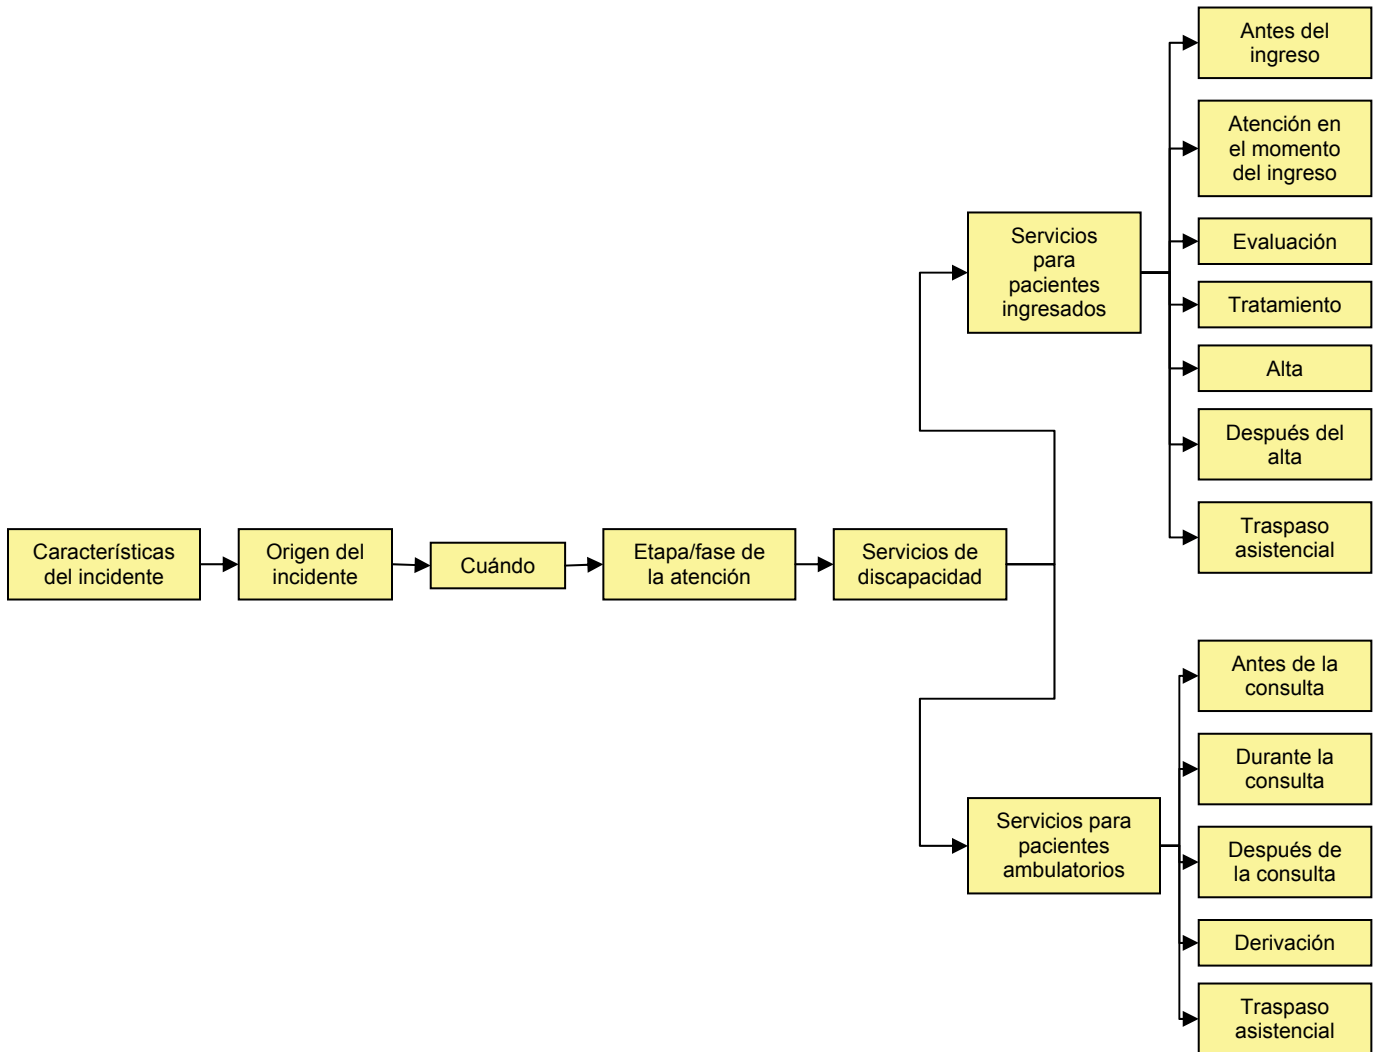 Características
del incidente
Origen del
incidente
Cuándo
Etapa/fase de
la atención
Servicios de
discapacidad
Servicios
para
pacientes
ingresados
Antes del
ingreso
Atención en
el momento
del ingreso
Evaluación
Tratamiento
Alta
Después del
alta
Traspaso
asistencial
Servicios para
pacientes
ambulatorios
Antes de la
consulta
Durante la
consulta
Después de
la consulta
Derivación
Traspaso
asistencial